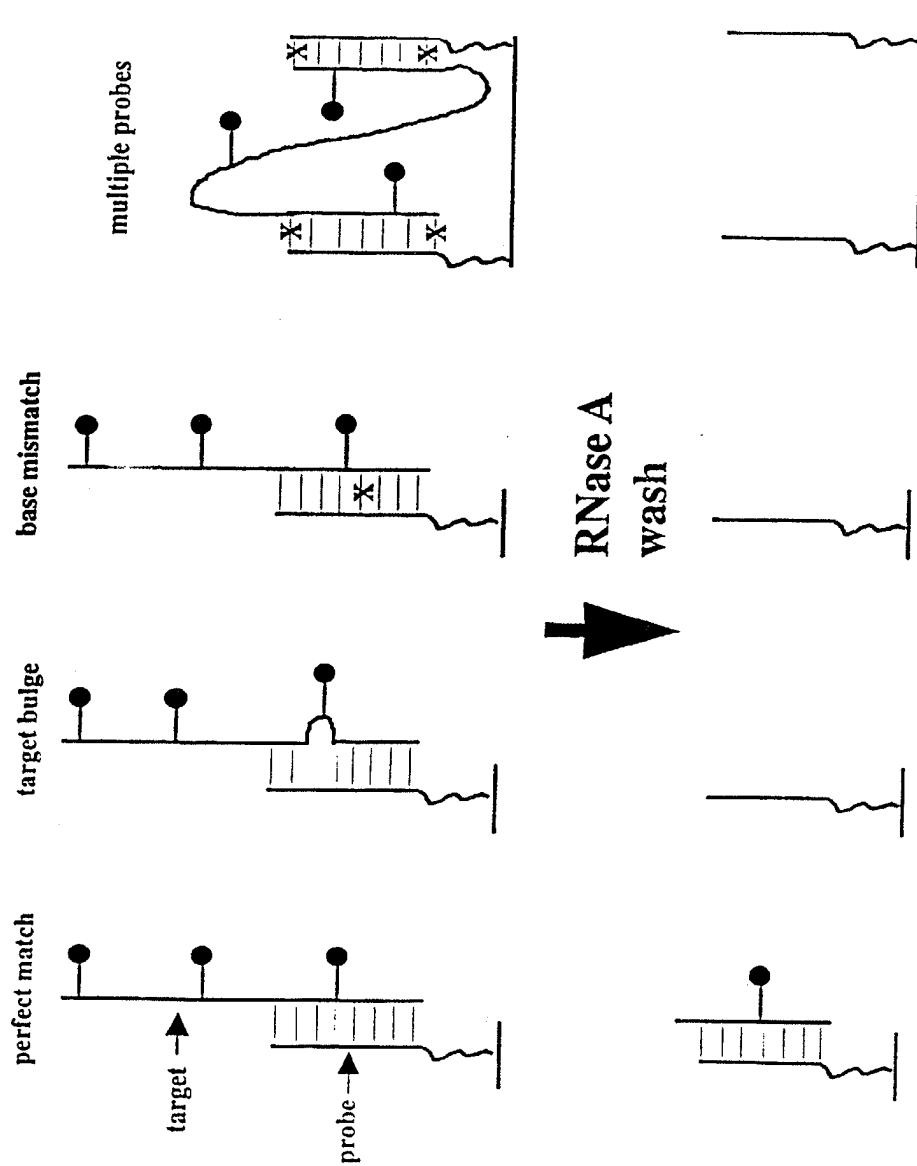 perfect match
target bulge
base mismatch
multiple probes
target
probe
X
X
X
X
X
RNase A
wash